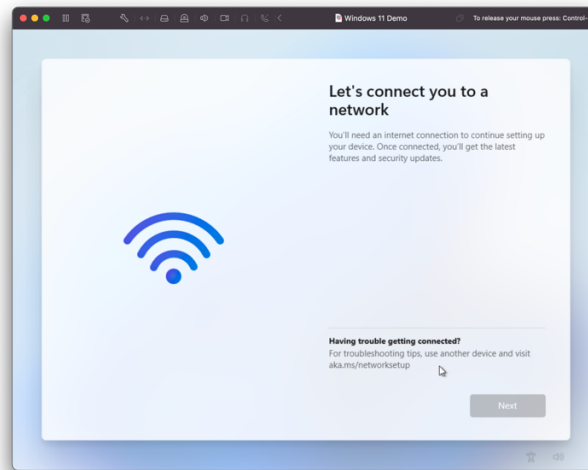 Windows 11 Demo
To release your mouse press: Control-
Let's connect you to a
network
You'll need an internet connection to continue setting up
your device. Once connected, you'll get the latest
features and security updates.
Having trouble getting connected?
For troubleshooting tips, use another device and visit
aka.ms/networksetup
Next